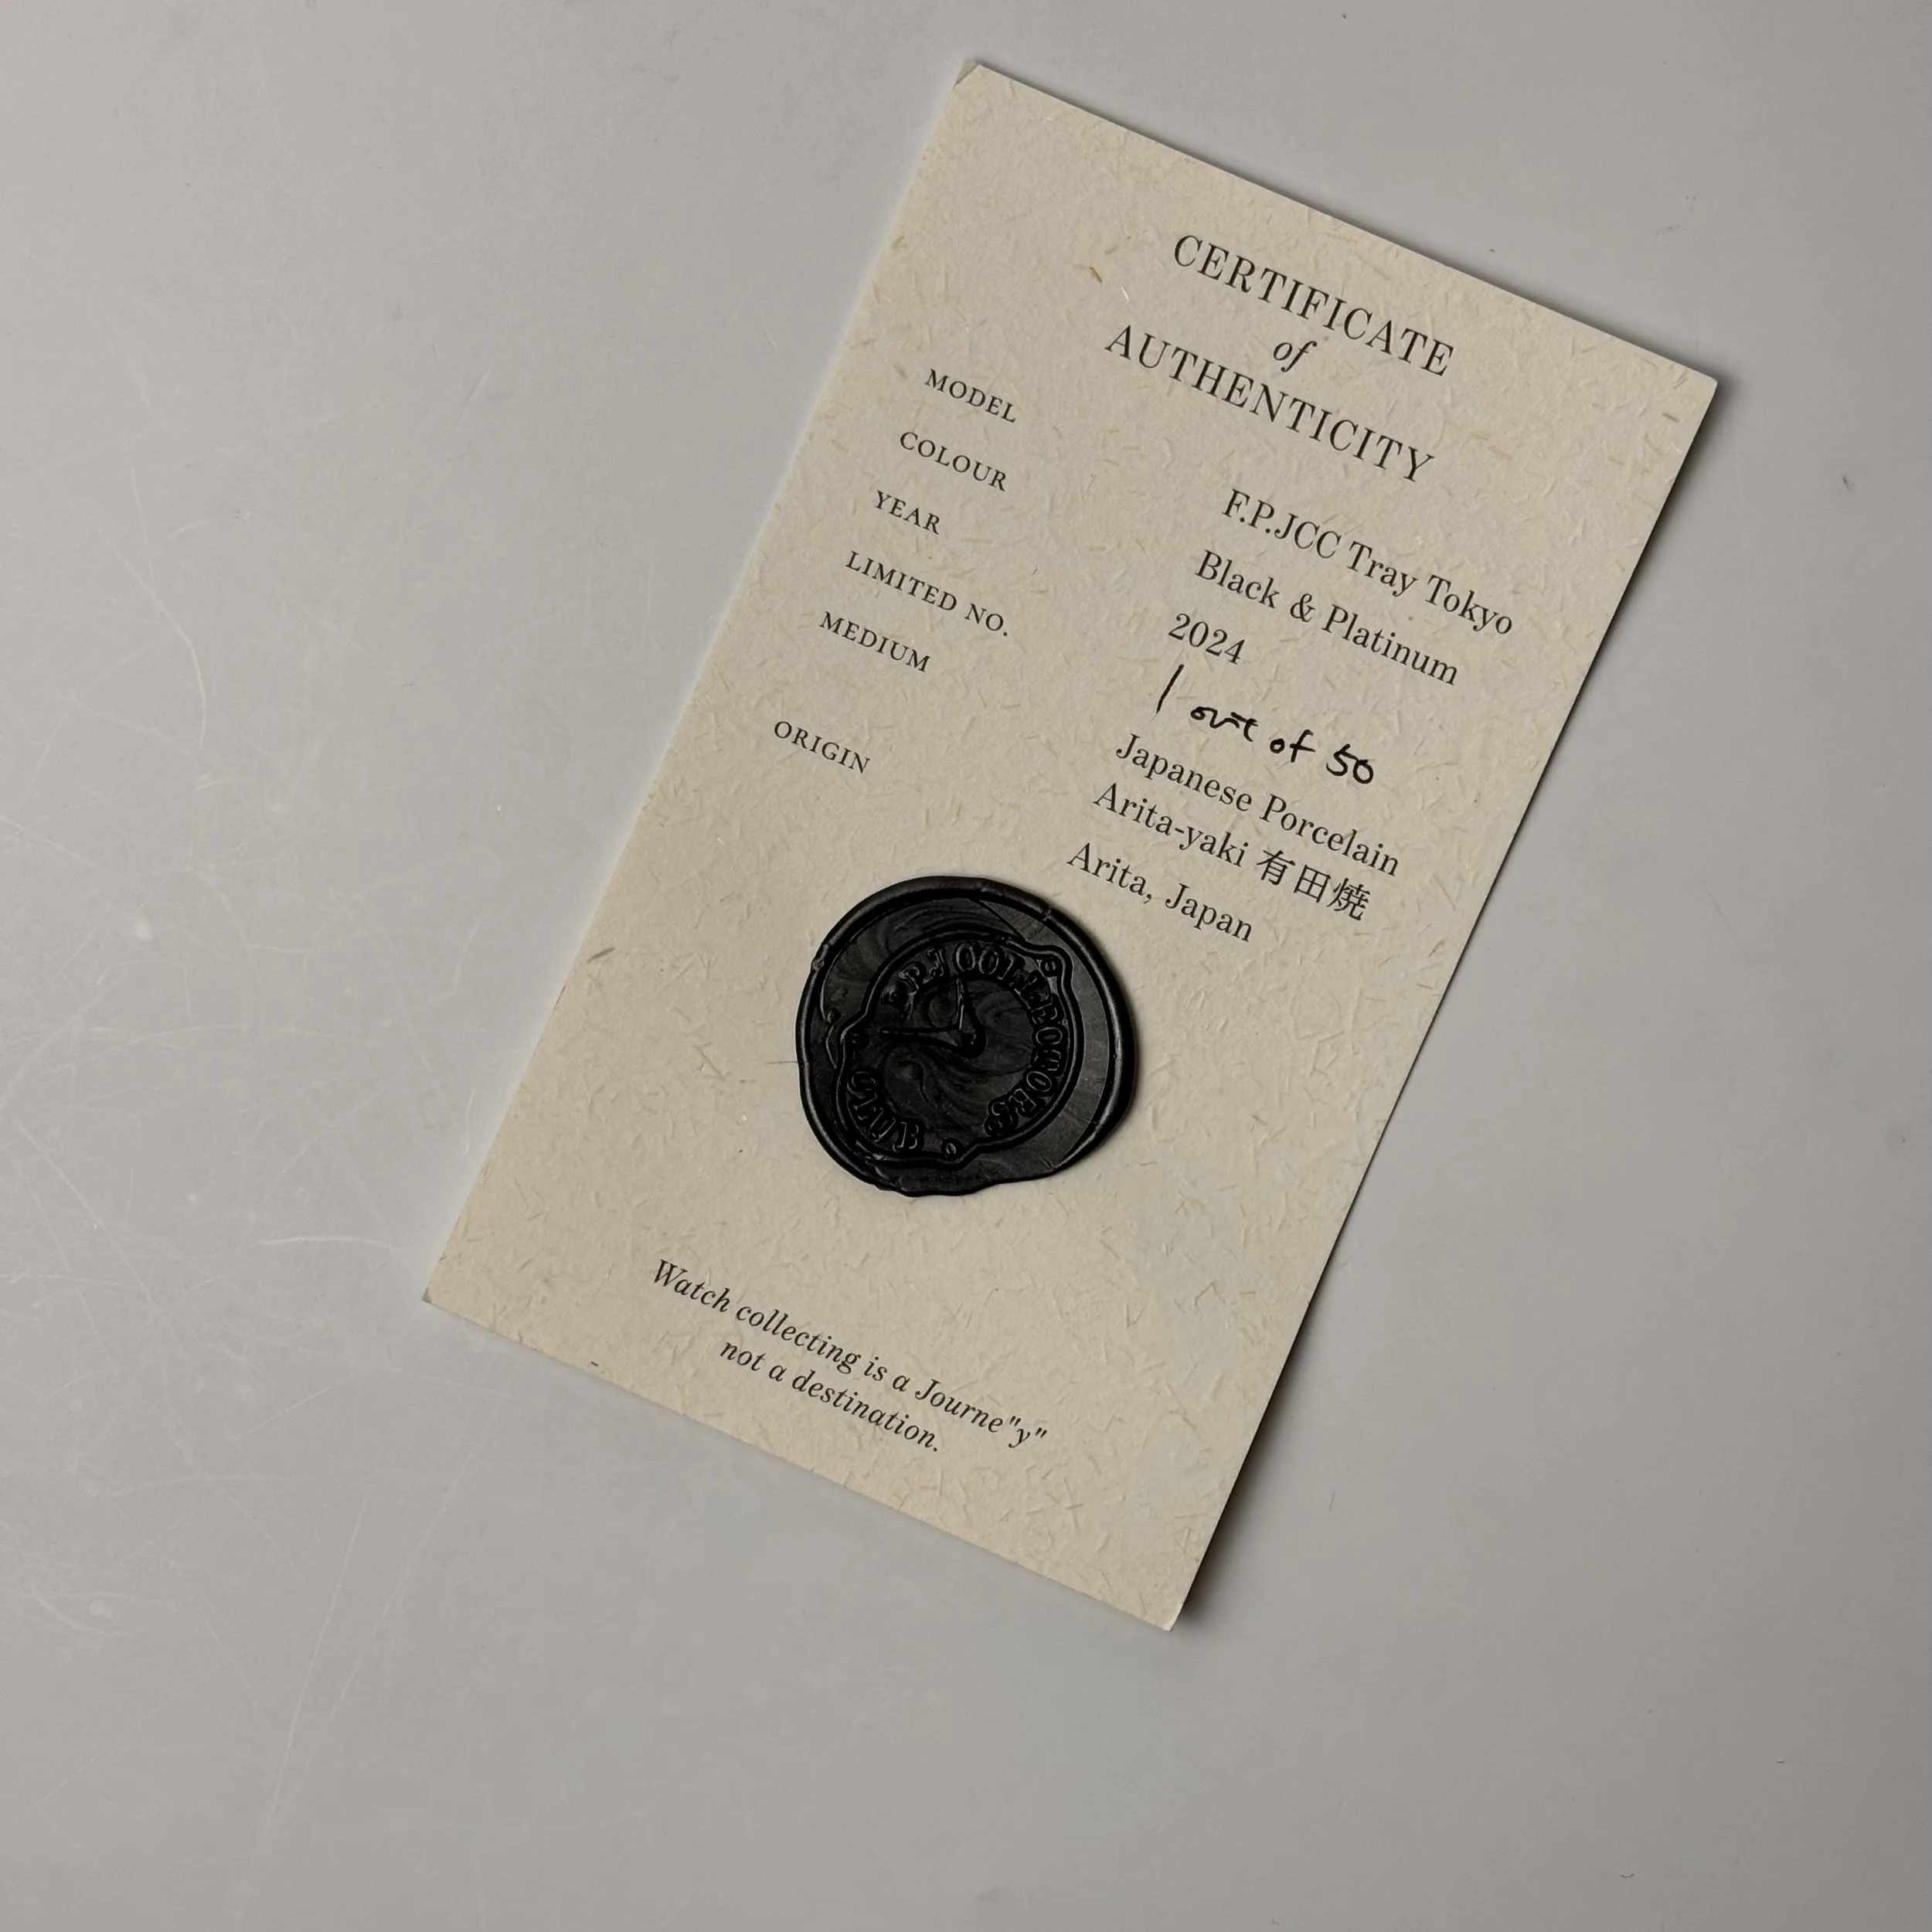 CERTIFICATE
of
AUTHENTICITY
MODEL F.P.JCC Tray Tokyo
COLOUR Black & Platinum
YEAR 2024
LIMITED NO. 1 out of 50
MEDIUM Japanese Porcelain
Arita-yaki 有田焼
ORIGIN Arita, Japan
F.P.J COLLECTORS
CLUB
Watch collecting is a Journe"y"
not a destination.